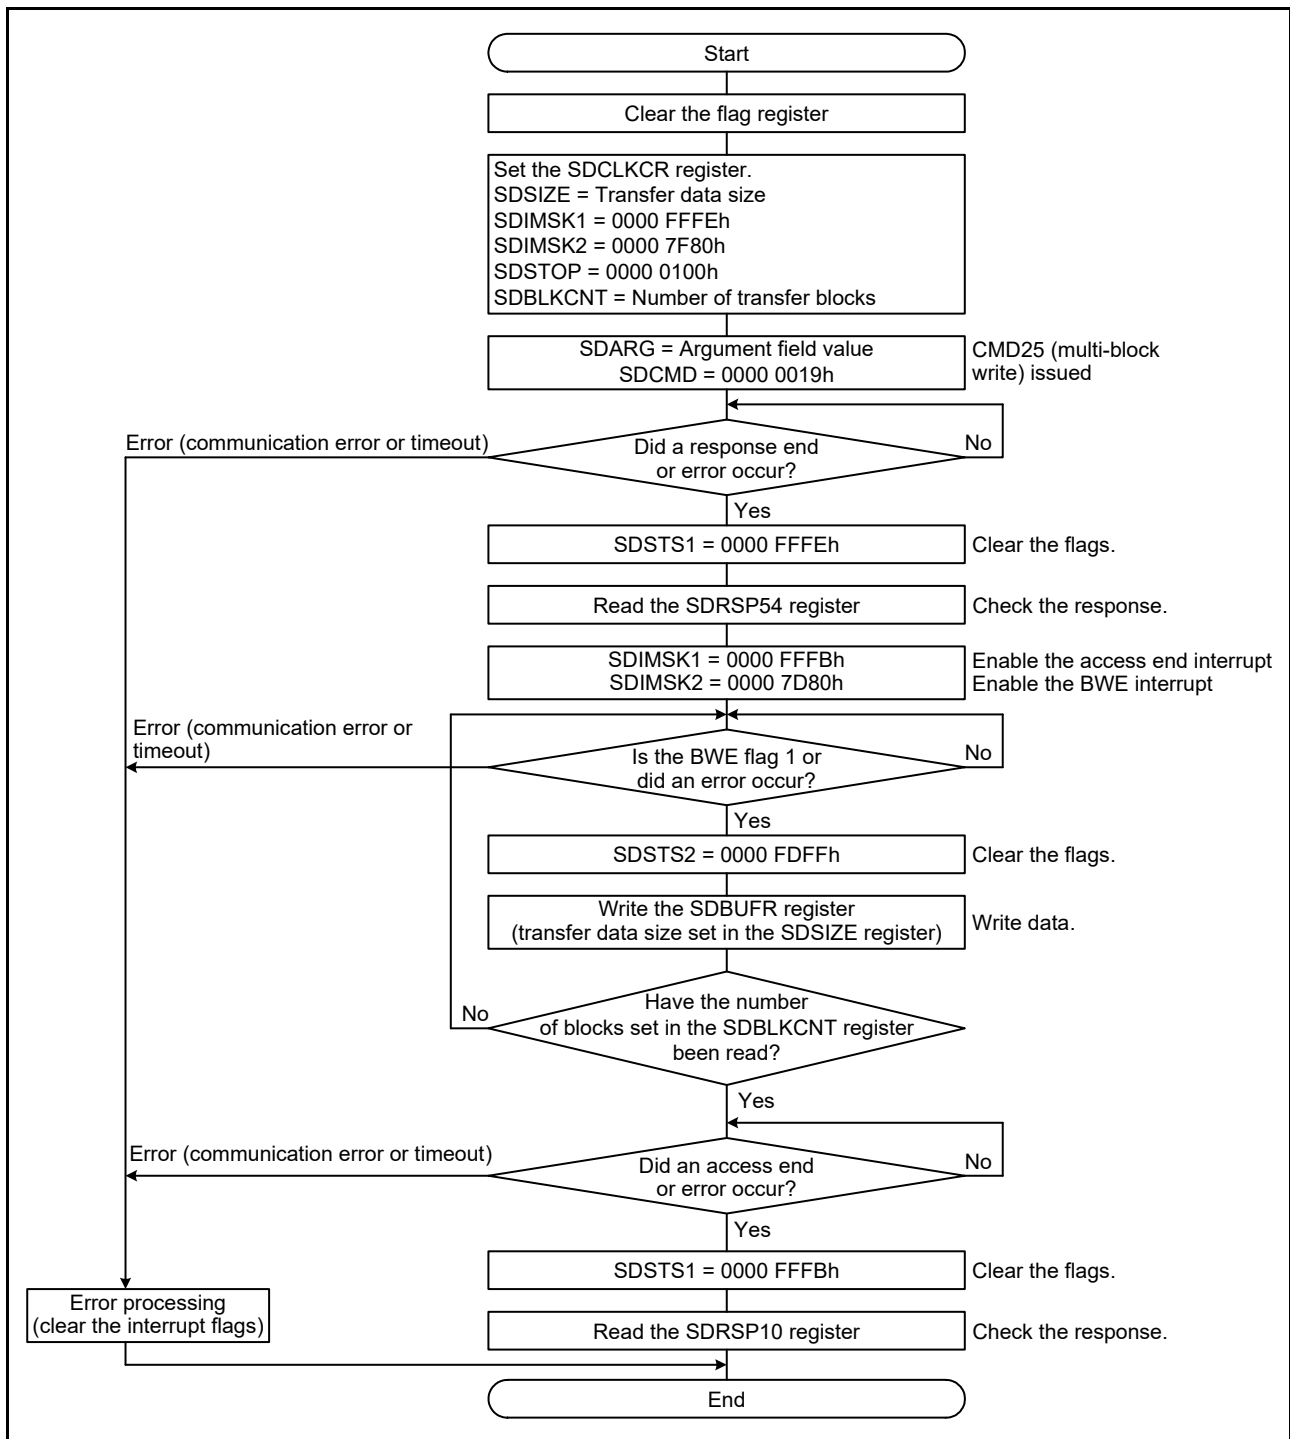 Start
Clear the flag register
Set the SDCLKCR register.
SDSIZE = Transfer data size
SDIMSK1 = 0000 FFFEh
SDIMSK2 = 0000 7F80h
SDSTOP = 0000 0100h
SDBLKCNT = Number of transfer blocks
SDARG = Argument field value
SDCMD = 0000 0019h
CMD25 (multi-block
write) issued
Error (communication error or timeout)
Did a response end
or error occur?
No
Yes
SDSTS1 = 0000 FFFEh
Clear the flags.
Read the SDRSP54 register
Check the response.
SDIMSK1 = 0000 FFFBh
SDIMSK2 = 0000 7D80h
Enable the access end interrupt
Enable the BWE interrupt
Error (communication error or
timeout)
Is the BWE flag 1 or
did an error occur?
No
Yes
SDSTS2 = 0000 FDFFh
Clear the flags.
Write the SDBUFR register
(transfer data size set in the SDSIZE register)
Write data.
No
Have the number
of blocks set in the SDBLKCNT register
been read?
Yes
Error (communication error or timeout)
Did an access end
or error occur?
No
Yes
SDSTS1 = 0000 FFFBh
Clear the flags.
Error processing
(clear the interrupt flags)
Read the SDRSP10 register
Check the response.
End